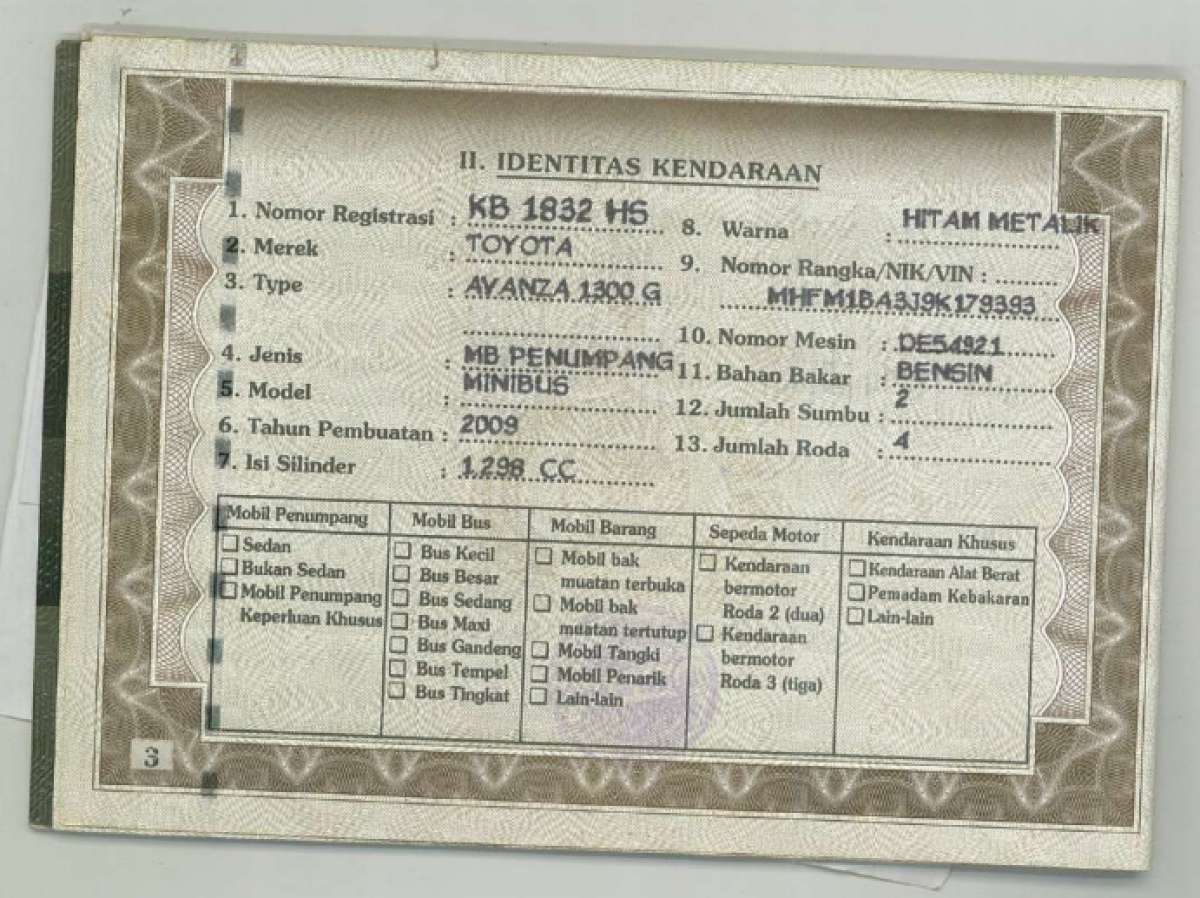 II. IDENTITAS KENDARAAN
1. Nomor Registrasi : KB 1832 HS
2. Merek : TOYOTA
3. Type : AVANZA 1300 G
4. Jenis : MB PENUMPANG
5. Model : MINIBUS
6. Tahun Pembuatan : 2009
7. Isi Silinder : 1.298 CC
8. Warna : HITAM METALIK
9. Nomor Rangka/NIK/VIN :
MHFM1BA3J9K179393
10. Nomor Mesin : DE54921
11. Bahan Bakar : BENSIN
12. Jumlah Sumbu : 2
13. Jumlah Roda : 4
Mobil Penumpang
Sedan
Bukan Sedan
Mobil Penumpang
Keperluan Khusus
Mobil Bus
Bus Kecil
Bus Besar
Bus Sedang
Bus Maxi
Bus Gandeng
Bus Tempel
Bus Tingkat
Mobil Barang
Mobil bak
muatan terbuka
Mobil bak
muatan tertutup
Mobil Tangki
Mobil Penarik
Lain-lain
Sepeda Motor
Kendaraan
bermotor
Roda 2 (dua)
Kendaraan
bermotor
Roda 3 (tiga)
Kendaraan Khusus
Kendaraan Alat Berat
Pemadam Kebakaran
Lain-lain
3